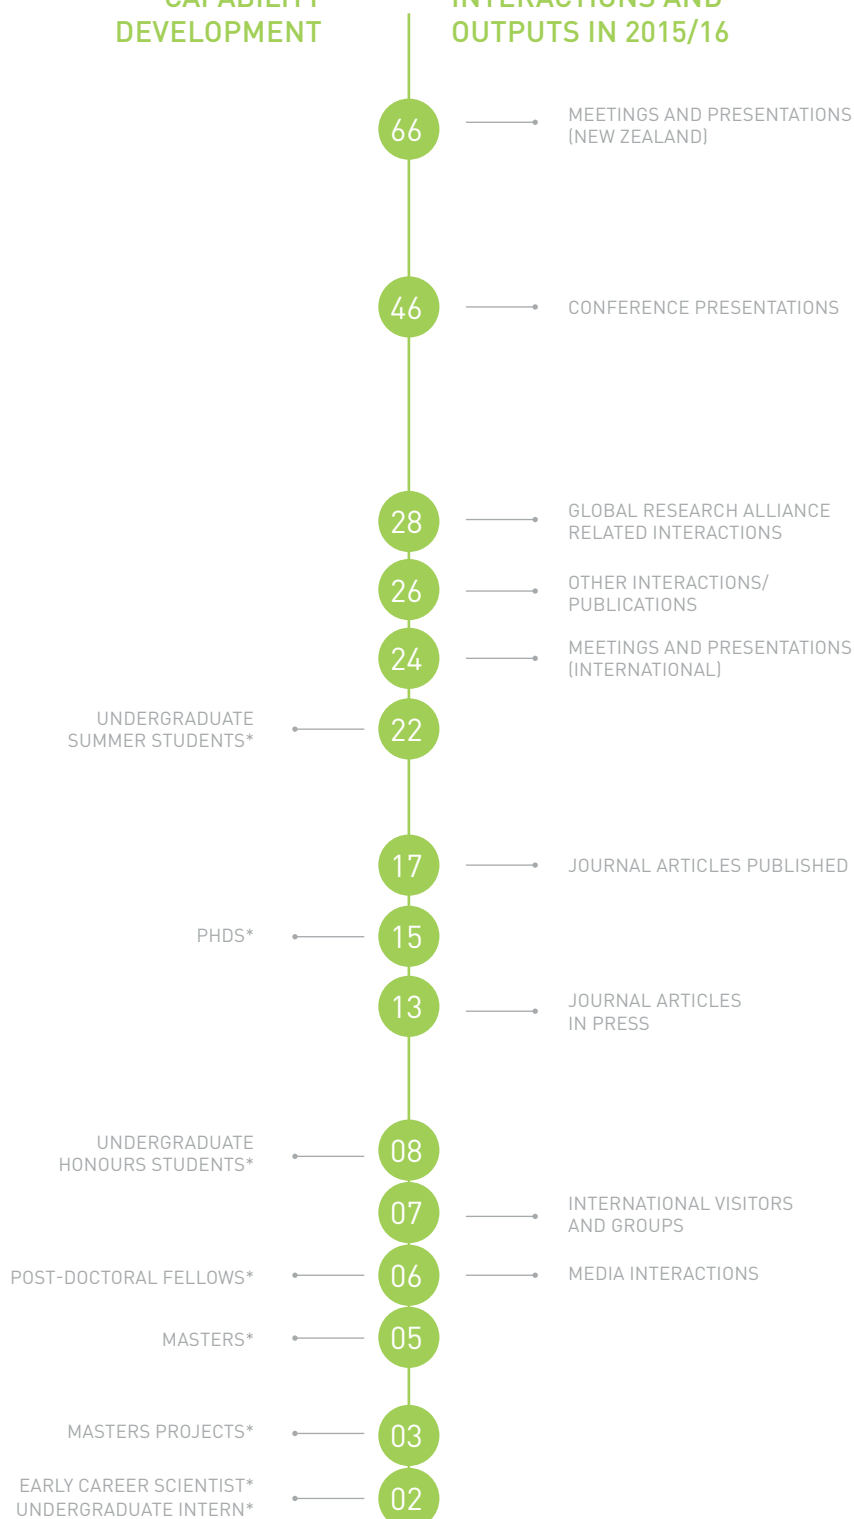 CAPABILITY
DEVELOPMENT
INTERACTIONS AND
OUTPUTS IN 2015/16
66
MEETINGS AND PRESENTATIONS
(NEW ZEALAND)
46
CONFERENCE PRESENTATIONS
28
GLOBAL RESEARCH ALLIANCE
RELATED INTERACTIONS
26
OTHER INTERACTIONS/
PUBLICATIONS
24
MEETINGS AND PRESENTATIONS
(INTERNATIONAL)
UNDERGRADUATE
SUMMER STUDENTS*
22
17
JOURNAL ARTICLES PUBLISHED
PHDS*
15
13
JOURNAL ARTICLES
IN PRESS
UNDERGRADUATE
HONOURS STUDENTS*
08
07
INTERNATIONAL VISITORS
AND GROUPS
POST-DOCTORAL FELLOWS*
06
MEDIA INTERACTIONS
MASTERS*
05
MASTERS PROJECTS*
03
EARLY CAREER SCIENTIST*
UNDERGRADUATE INTERN*
02